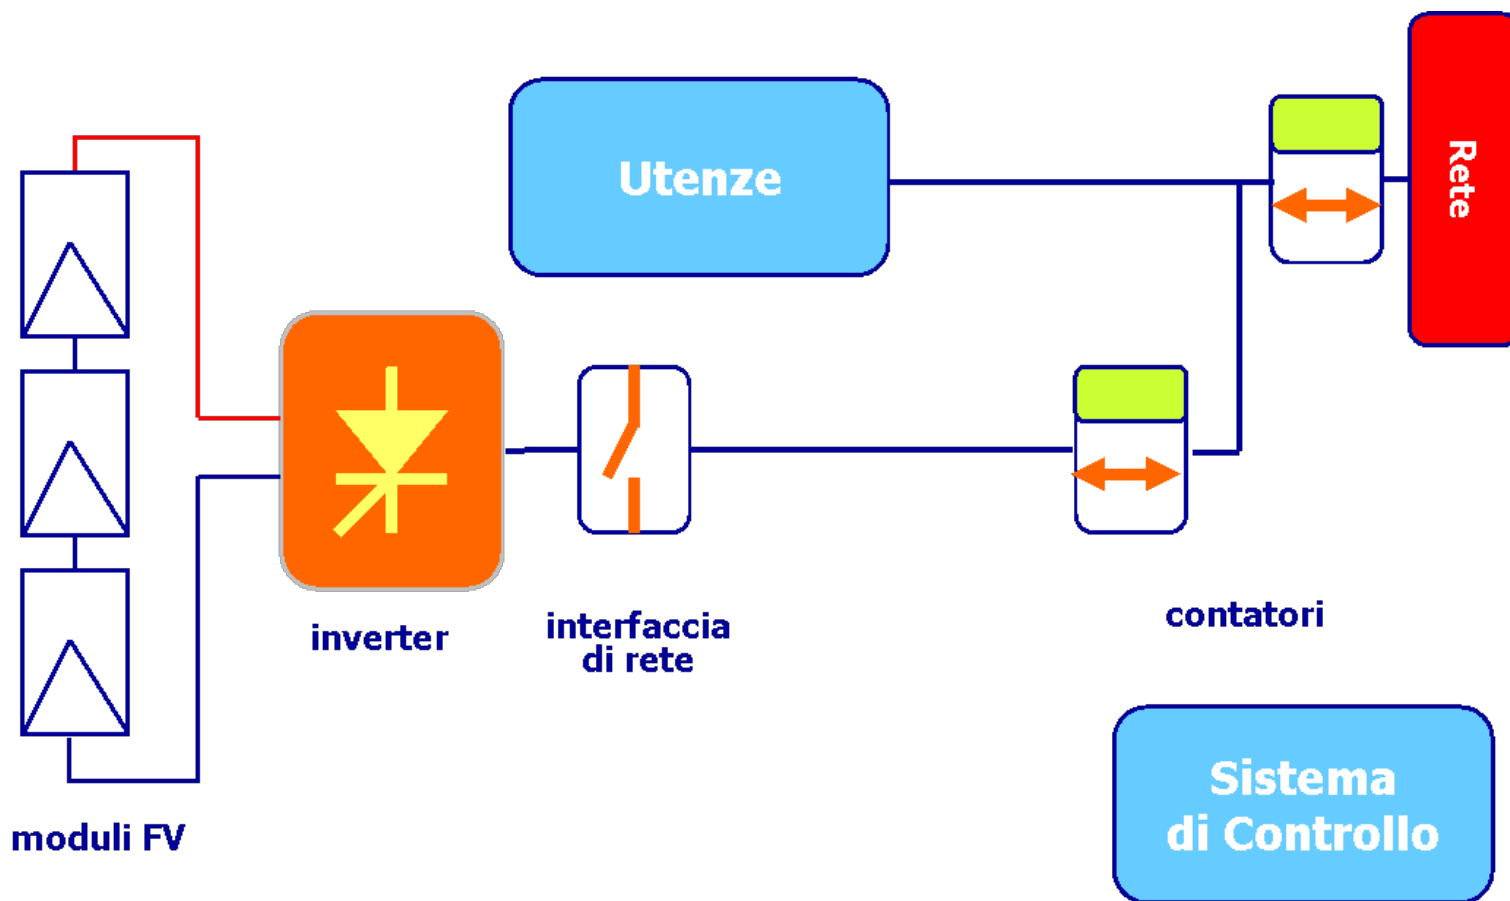 Utenze
Rete
inverter
interfaccia
di rete
contatori
moduli FV
Sistema
di Controllo